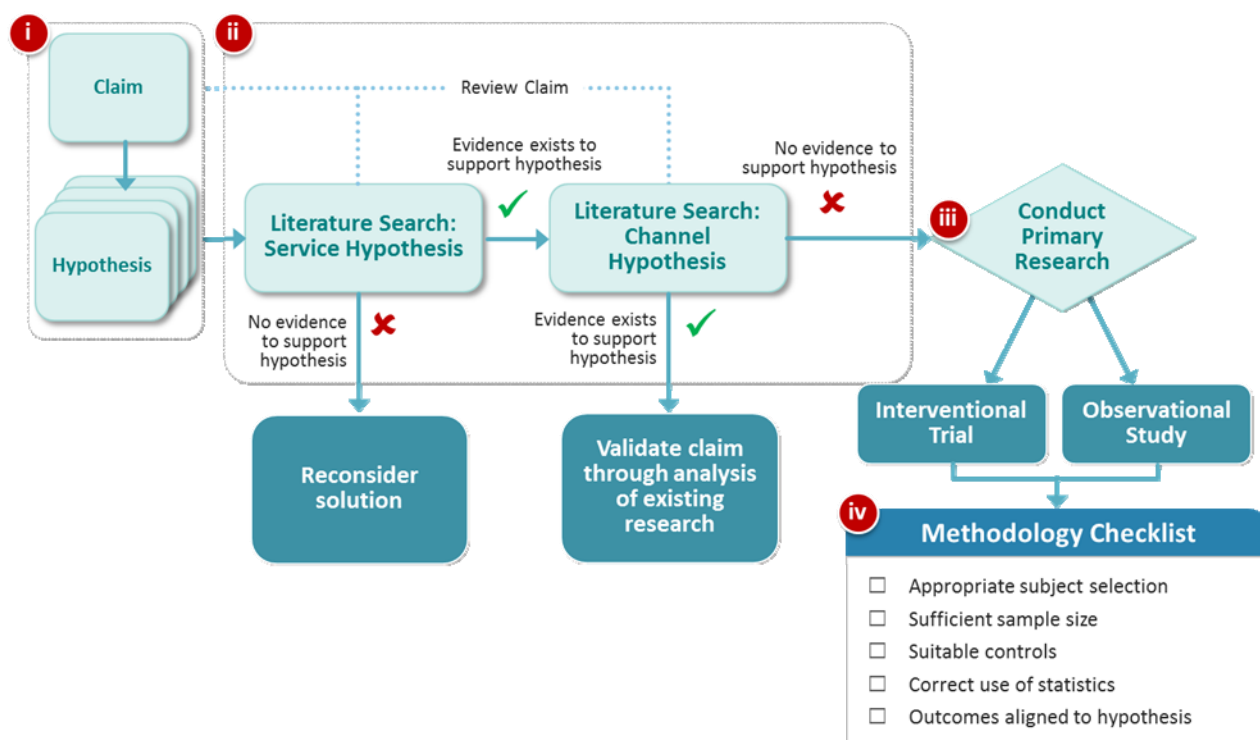 i
Claim
Hypothesis
ii
Review Claim
Literature Search:
Service Hypothesis
Evidence exists to
support hypothesis
Literature Search:
Channel
Hypothesis
No evidence to
support hypothesis
No evidence
to support
hypothesis
Evidence exists
to support
hypothesis
Reconsider
solution
Validate claim
through analysis
of existing
research
iii
Conduct
Primary
Research
Interventional
Trial
Observational
Study
iv
Methodology Checklist
Appropriate subject selection
Sufficient sample size
Suitable controls
Correct use of statistics
Outcomes aligned to hypothesis